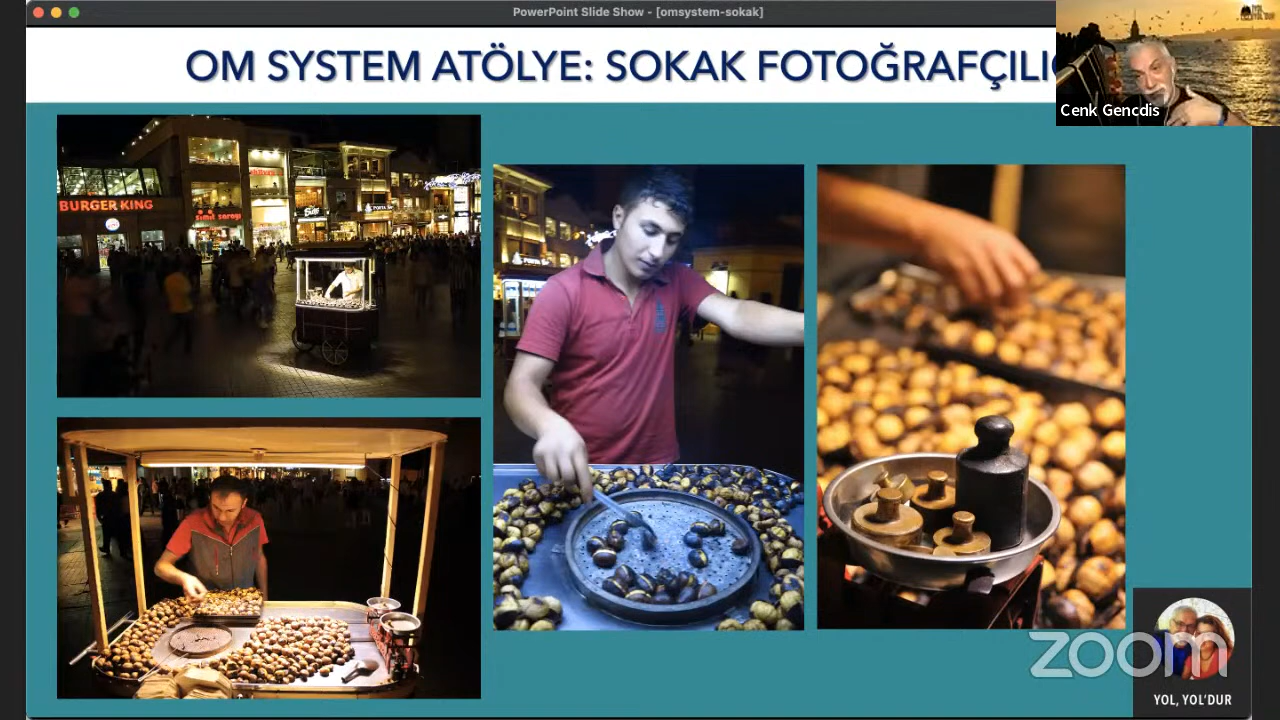 PowerPoint Slide Show - [omsystem-sokak]
OM SYSTEM ATÖLYE: SOKAK FOTOĞRAFÇILI
Cenk Gencdis
BURGER KING
simit sarayı
zoom
YOL, YOL'DUR